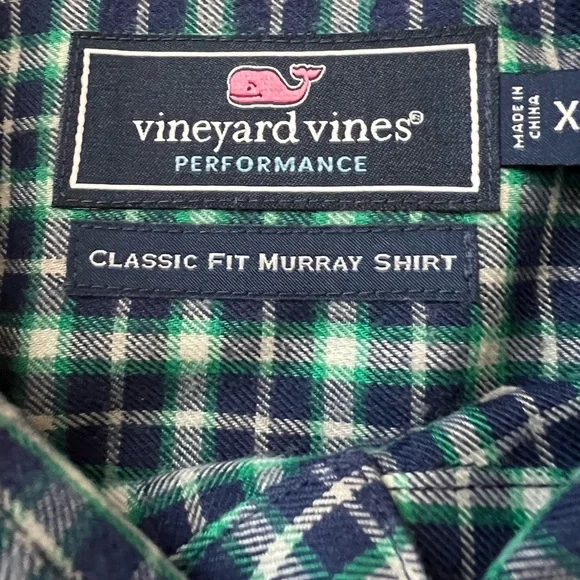 vineyard vines®
PERFORMANCE
MADE IN
CHINA
X
CLASSIC FIT MURRAY SHIRT